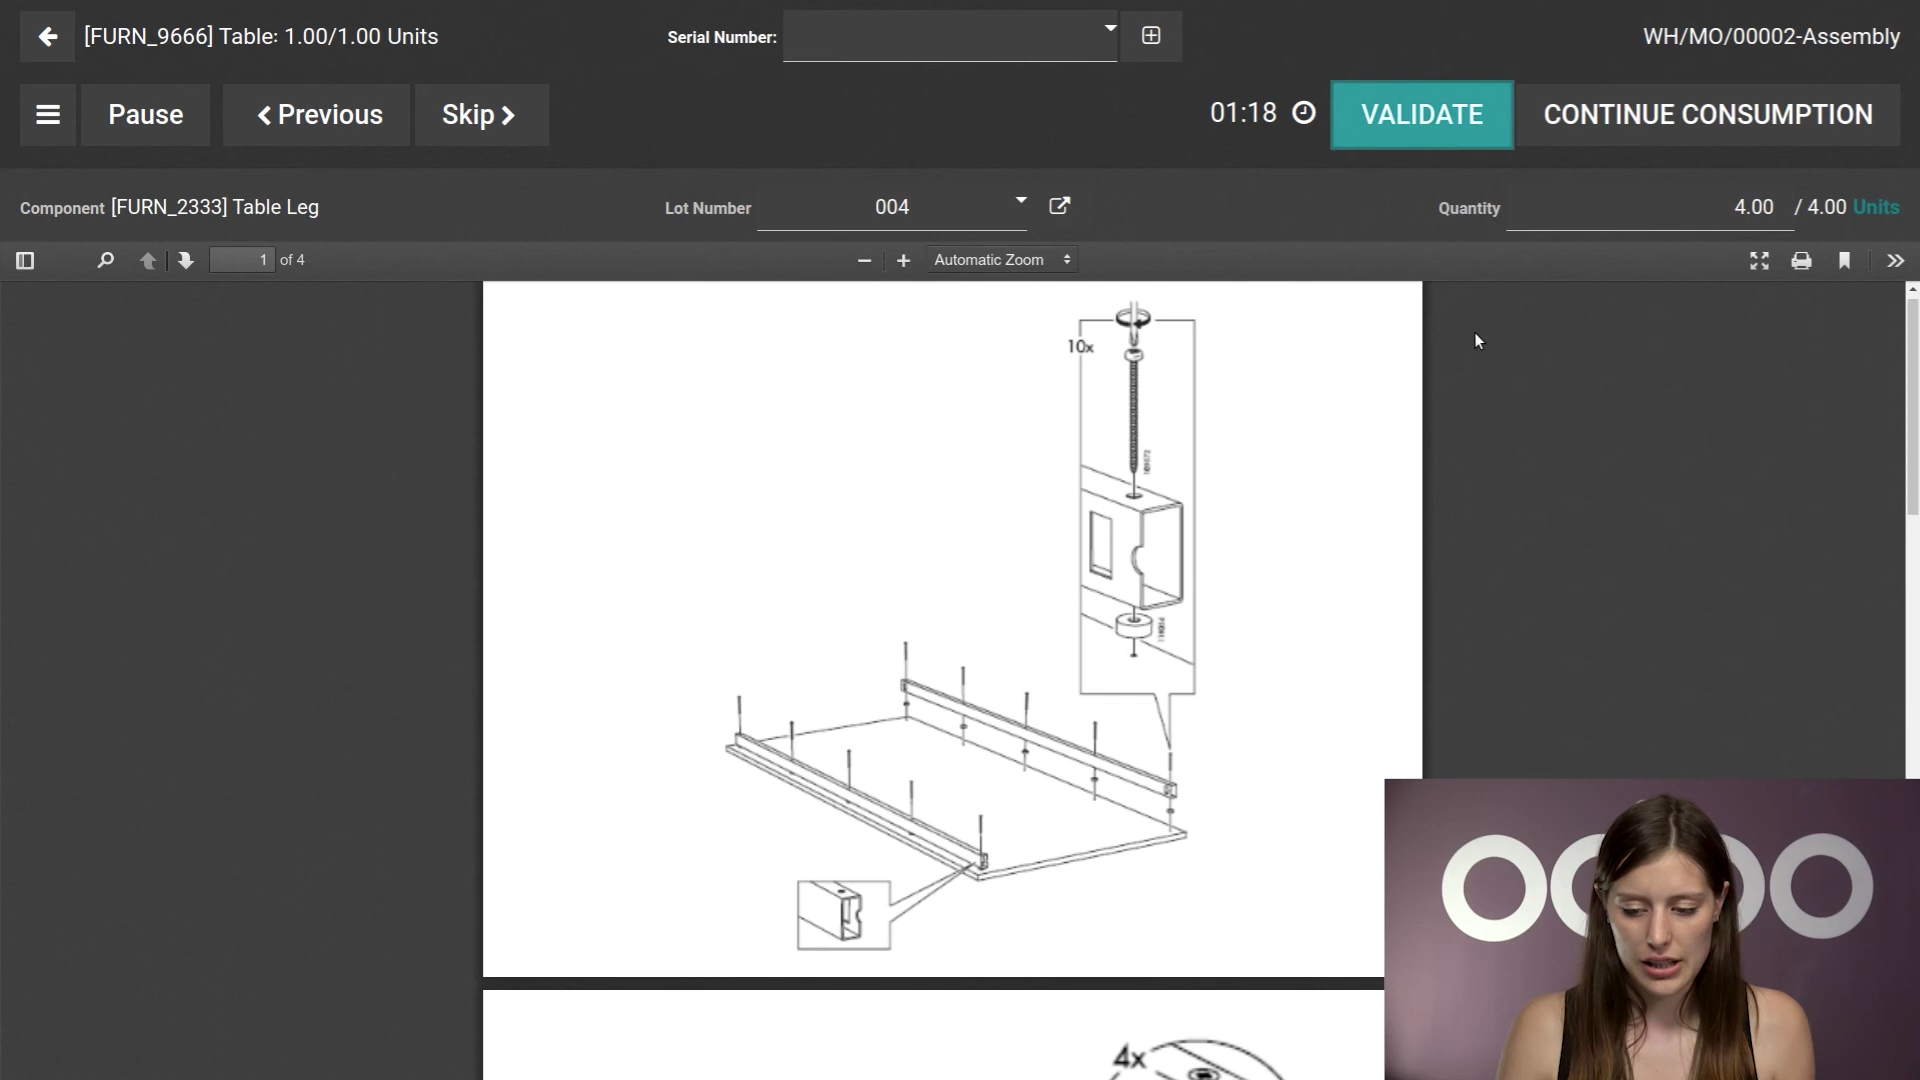 [FURN_9666] Table: 1.00/1.00 Units
Serial Number:
WH/MO/00002-Assembly
Pause
Previous
Skip
01:18
VALIDATE
CONTINUE CONSUMPTION
Component [FURN_2333] Table Leg
Lot Number 004
Quantity 4.00 / 4.00 Units
1 of 4
Automatic Zoom
10x
4x